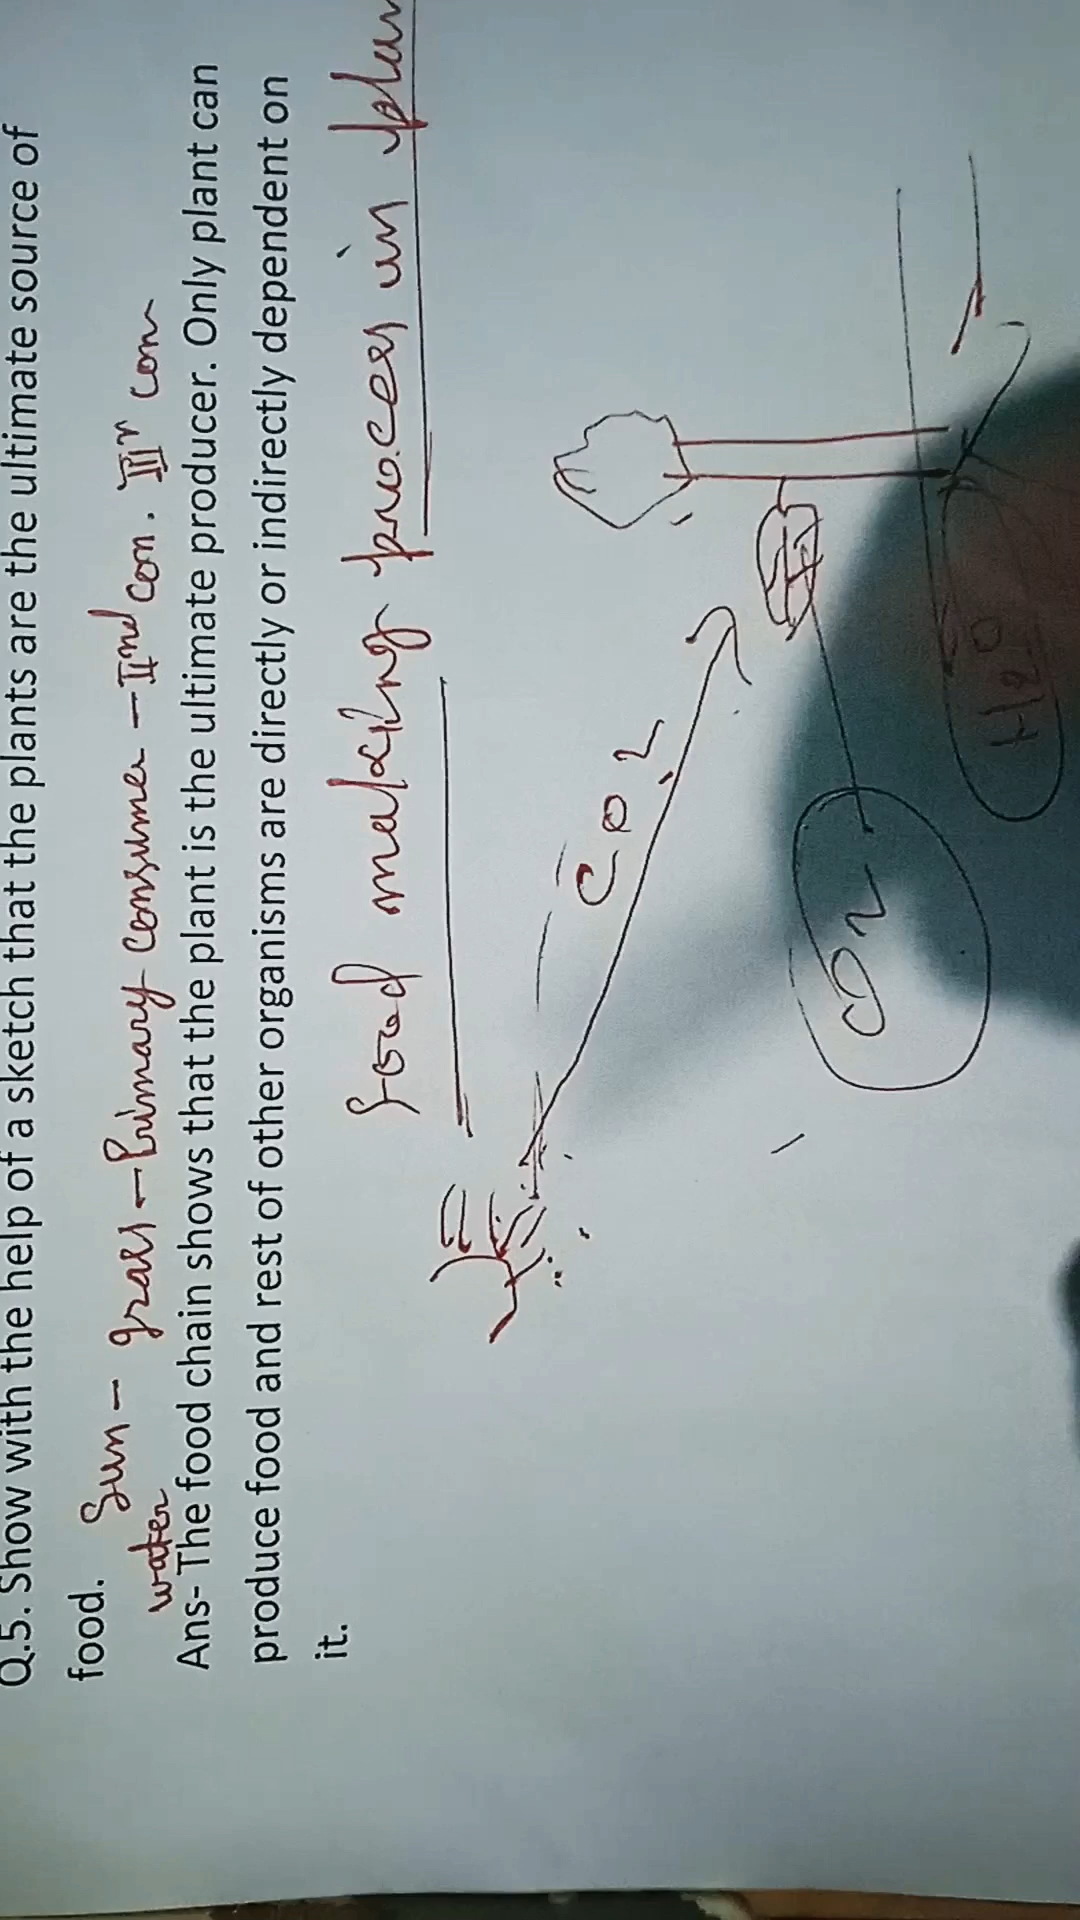 Q.5. Show with the help of a sketch that the plants are the ultimate source of
food.
Sun - grass - Primary consumer - IInd con. IIIr con
water
Ans- The food chain shows that the plant is the ultimate producer. Only plant can
produce food and rest of other organisms are directly or indirectly dependent on
it.
food making process in plan
CO2
O2
H2O